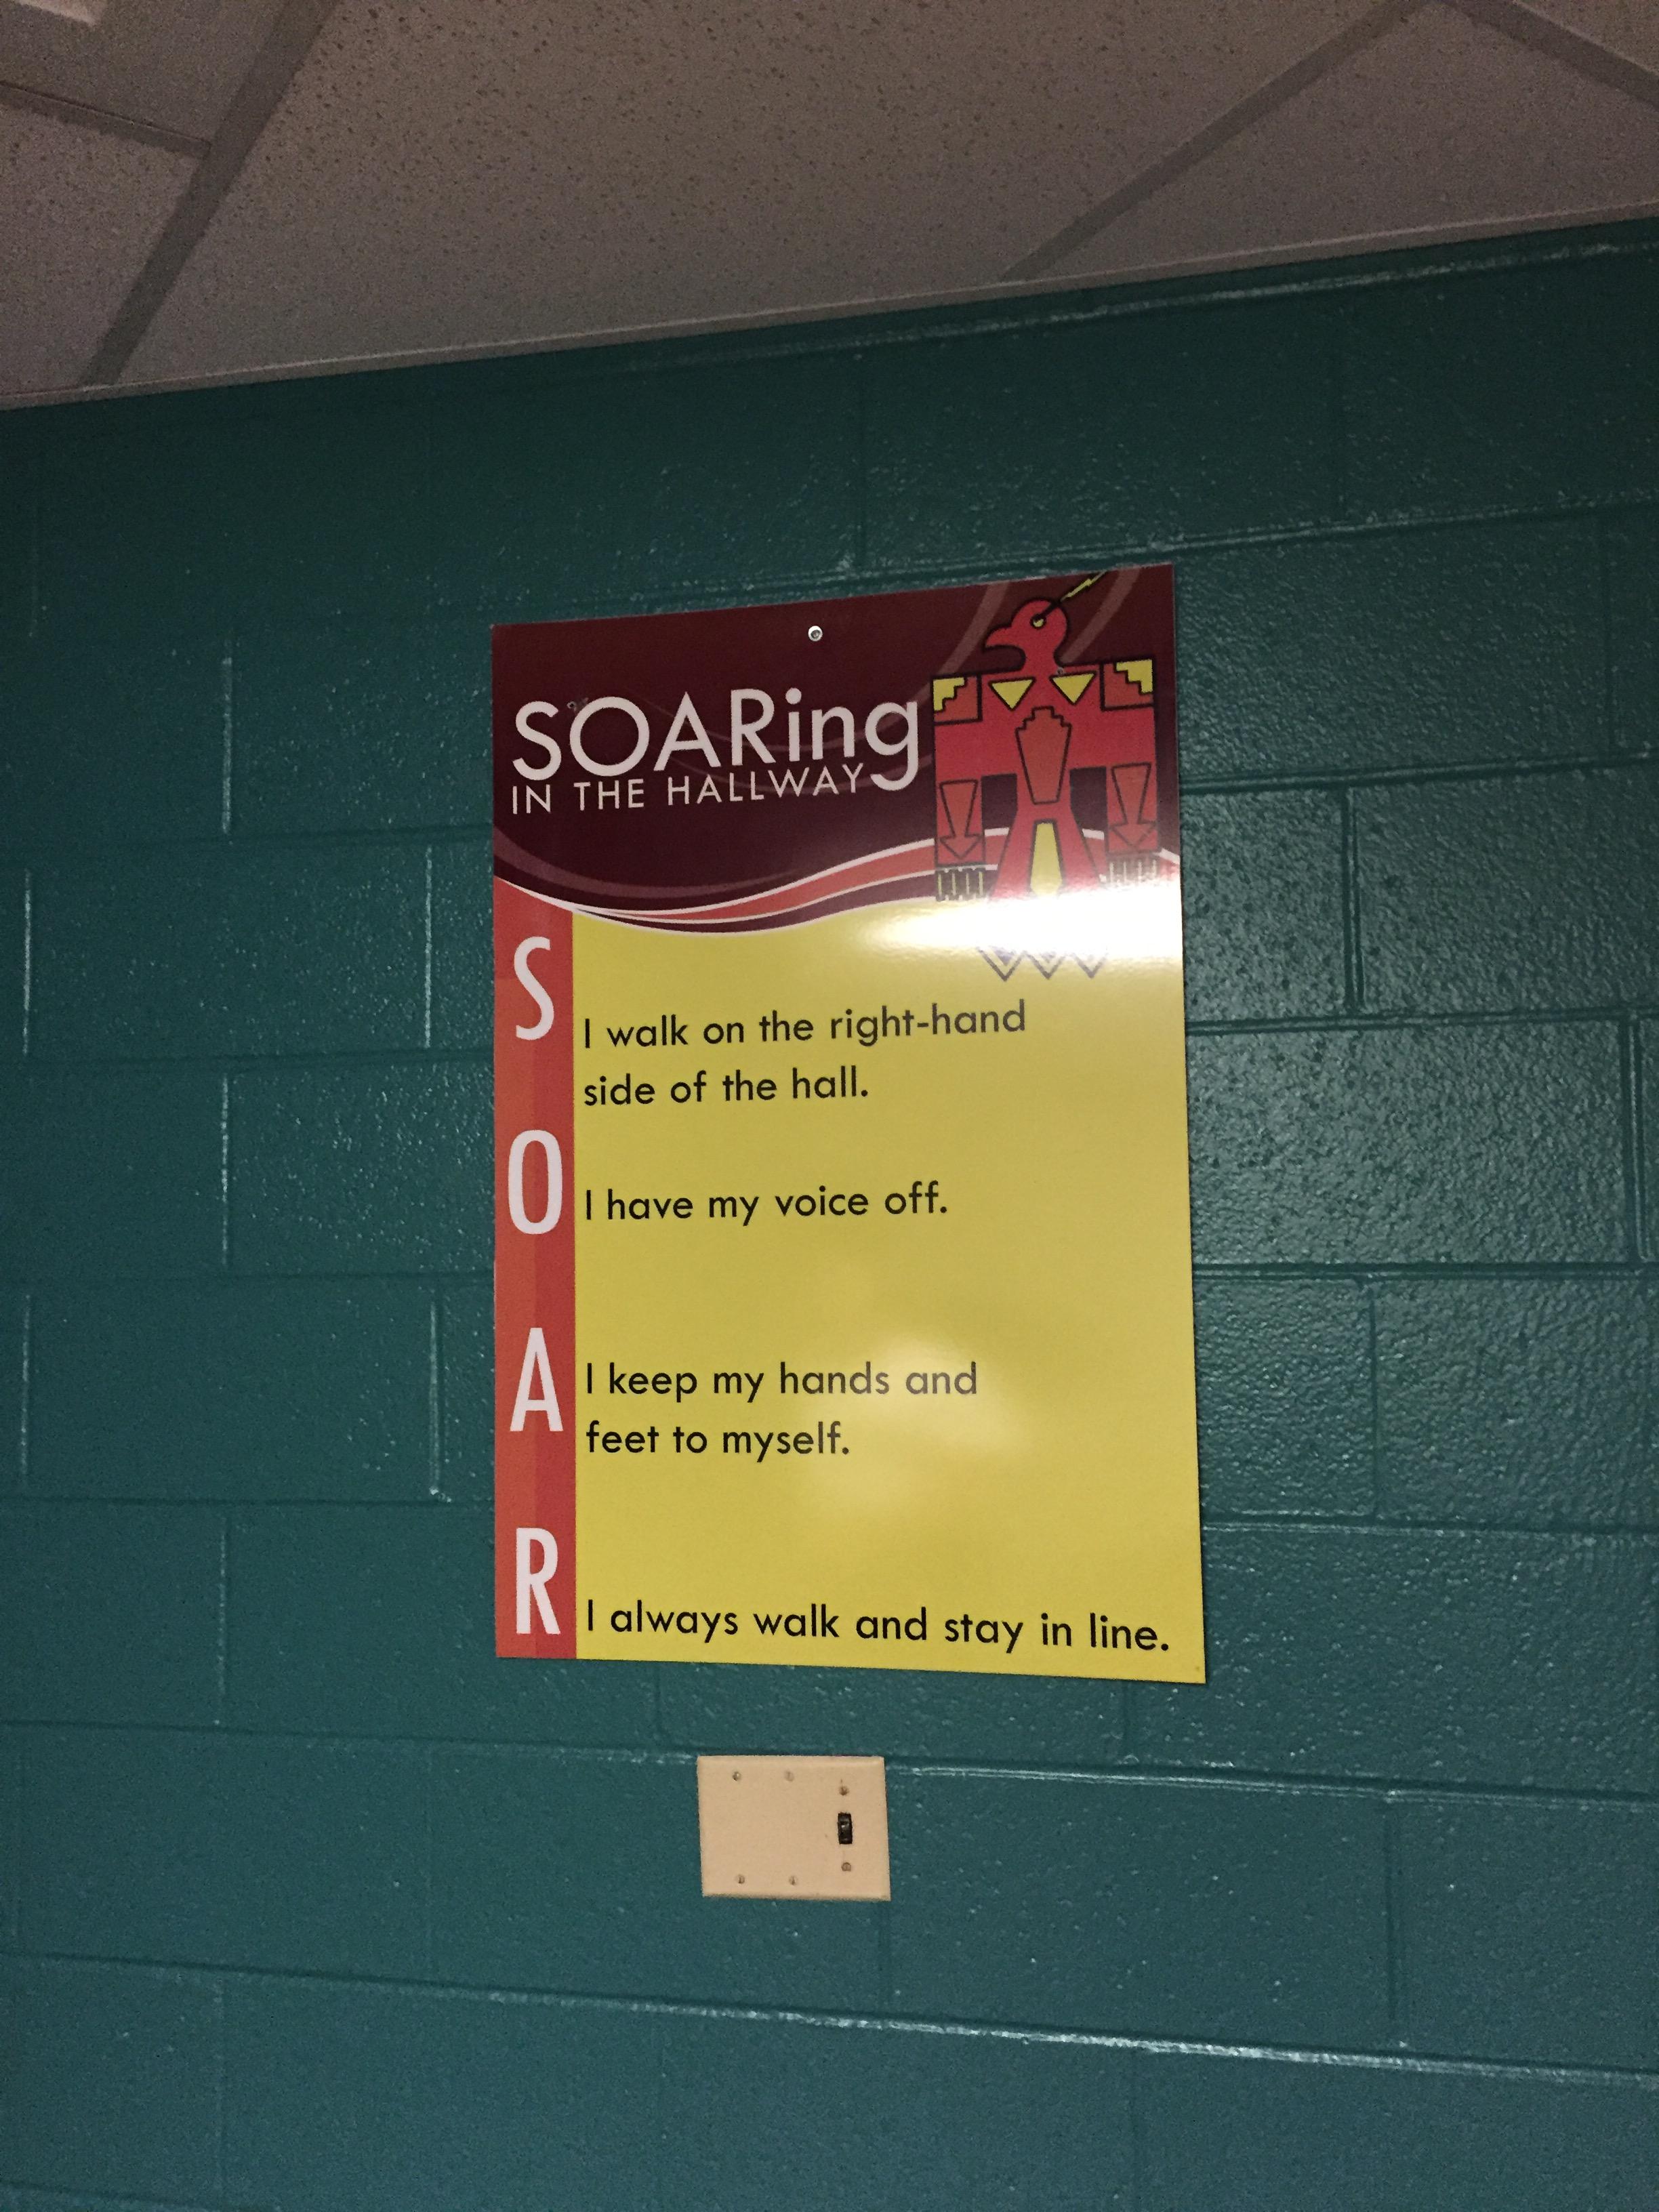 SOARing
IN THE HALLWAY
S
I walk on the right-hand
side of the hall.
O
I have my voice off.
A
I keep my hands and
feet to myself.
R
I always walk and stay in line.